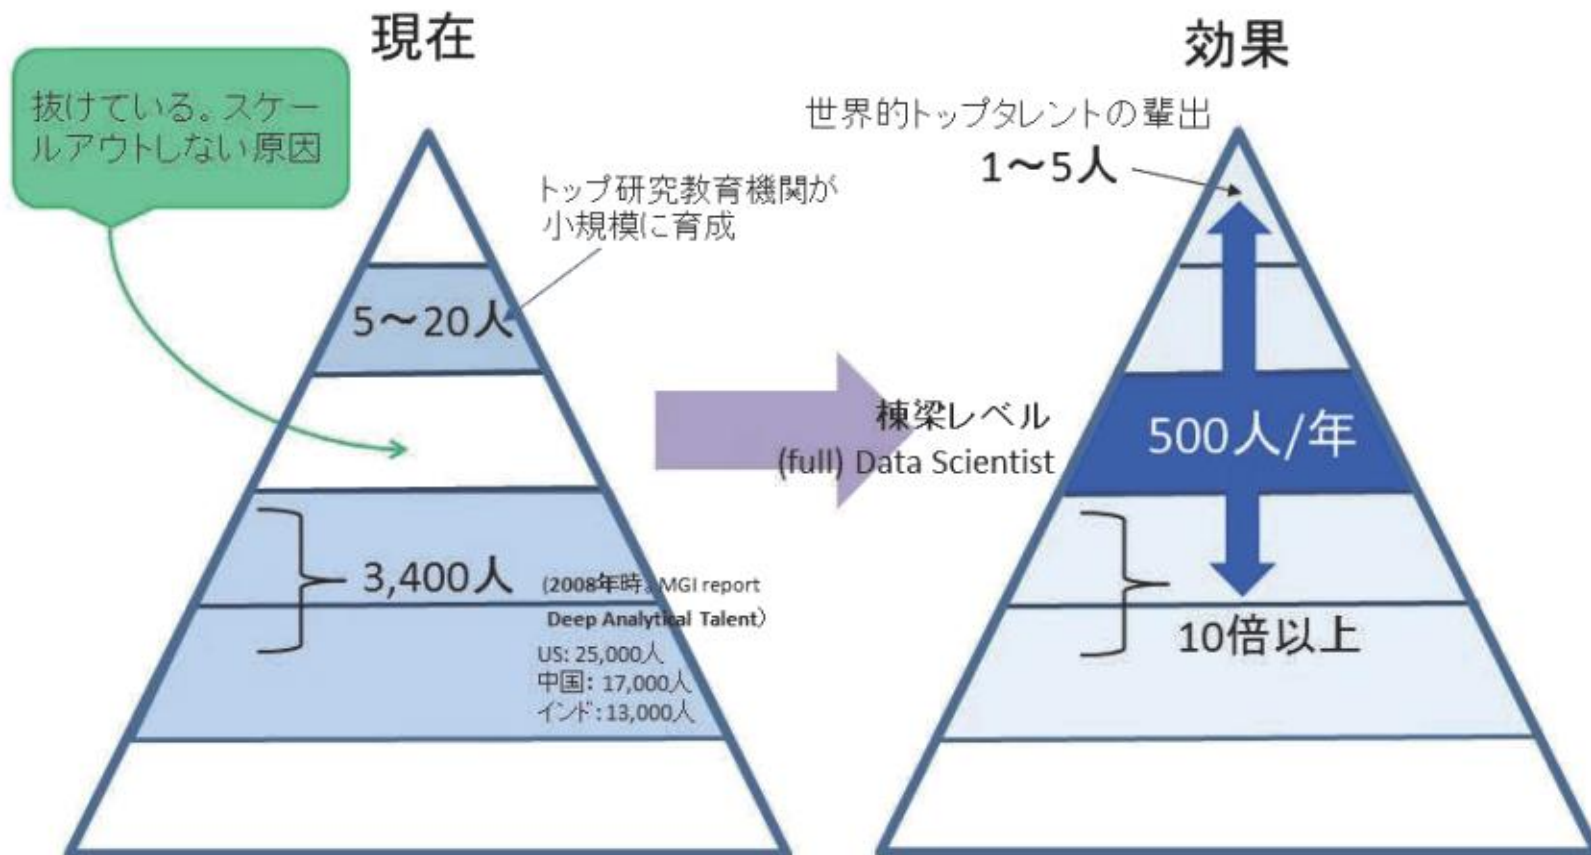 現在
抜けている。スケー
ルアウトしない原因
トップ研究教育機関が
小規模に育成
5～20人
3,400人
(2008年時。MGI report
Deep Analytical Talent）
US: 25,000人
中国： 17,000人
インド：13,000人
効果
世界的トップタレントの輩出
1～5人
棟梁レベル
(full) Data Scientist
500人/年
10倍以上